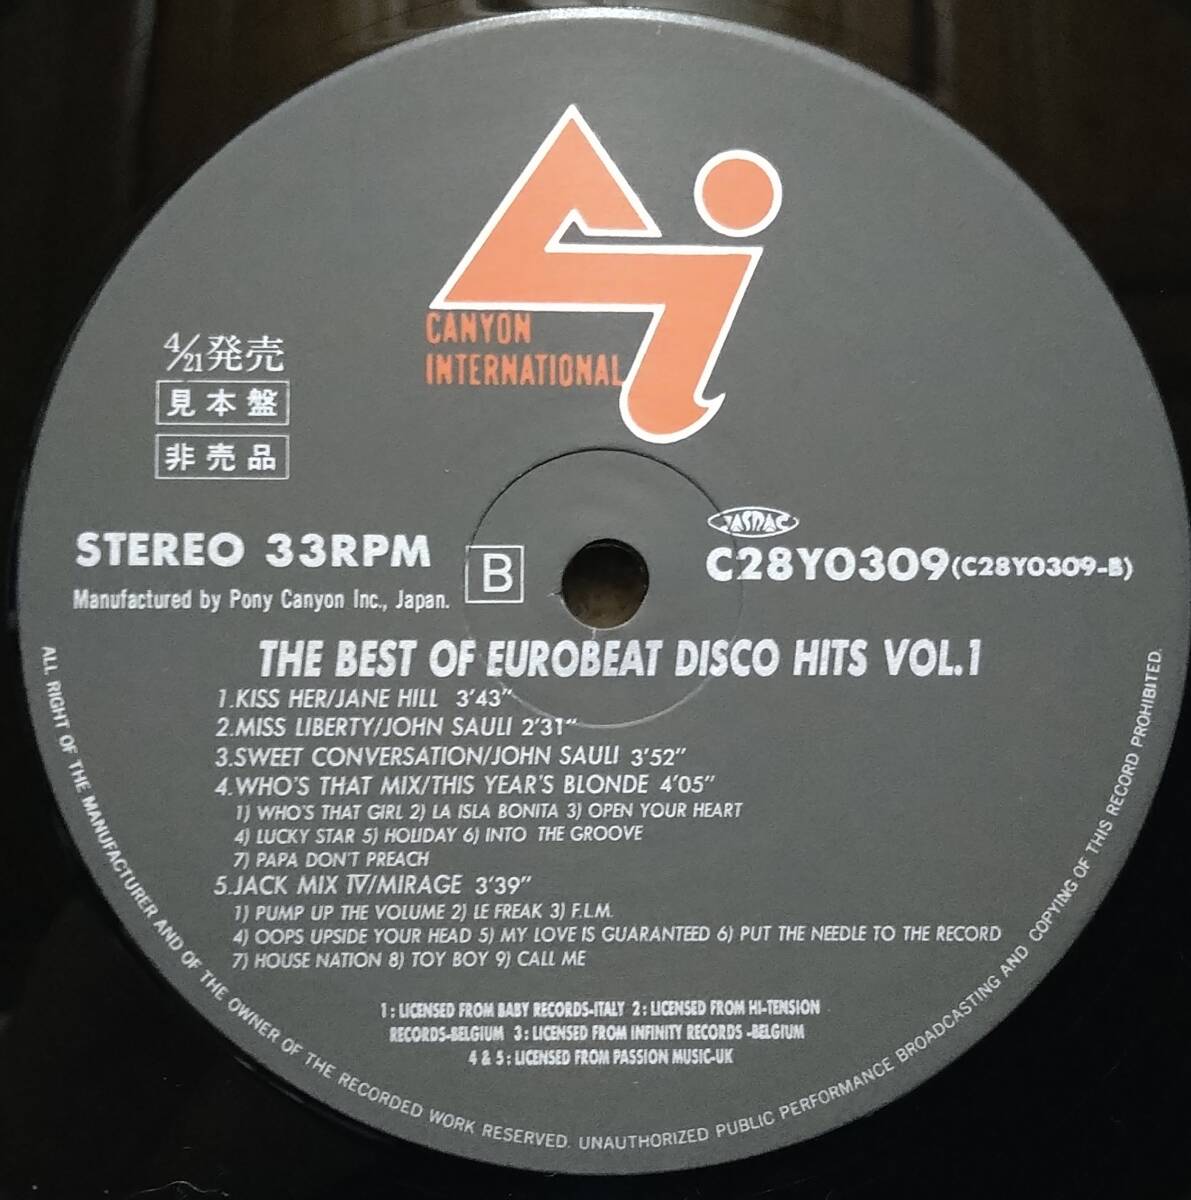 CANYON
INTERNATIONAL
4/21発売
見本盤
非売品
JASRAC
STEREO 33RPM
B
C28Y0309(C28Y0309-B)
Manufactured by Pony Canyon Inc., Japan.
THE BEST OF EUROBEAT DISCO HITS VOL.1
1.KISS HER/JANE HILL 3'43"
2.MISS LIBERTY/JOHN SAULI 2'31"
3.SWEET CONVERSATION/JOHN SAULI 3'52"
4.WHO'S THAT MIX/THIS YEAR'S BLONDE 4'05"
1) WHO'S THAT GIRL 2) LA ISLA BONITA 3) OPEN YOUR HEART
4) LUCKY STAR 5) HOLIDAY 6) INTO THE GROOVE
7) PAPA DON'T PREACH
5.JACK MIX IV/MIRAGE 3'39"
1) PUMP UP THE VOLUME 2) LE FREAK 3) F.L.M.
4) OOPS UPSIDE YOUR HEAD 5) MY LOVE IS GUARANTEED 6) PUT THE NEEDLE TO THE RECORD
7) HOUSE NATION 8) TOY BOY 9) CALL ME
1 : LICENSED FROM BABY RECORDS-ITALY 2 : LICENSED FROM HI-TENSION
RECORDS-BELGIUM 3 : LICENSED FROM INFINITY RECORDS -BELGIUM
4 & 5 : LICENSED FROM PASSION MUSIC-UK
ALL RIGHT OF THE MANUFACTURER AND OF THE OWNER OF THE RECORDED WORK RESERVED. UNAUTHORIZED PUBLIC PERFORMANCE BROADCASTING AND COPYING OF THIS RECORD PROHIBITED.